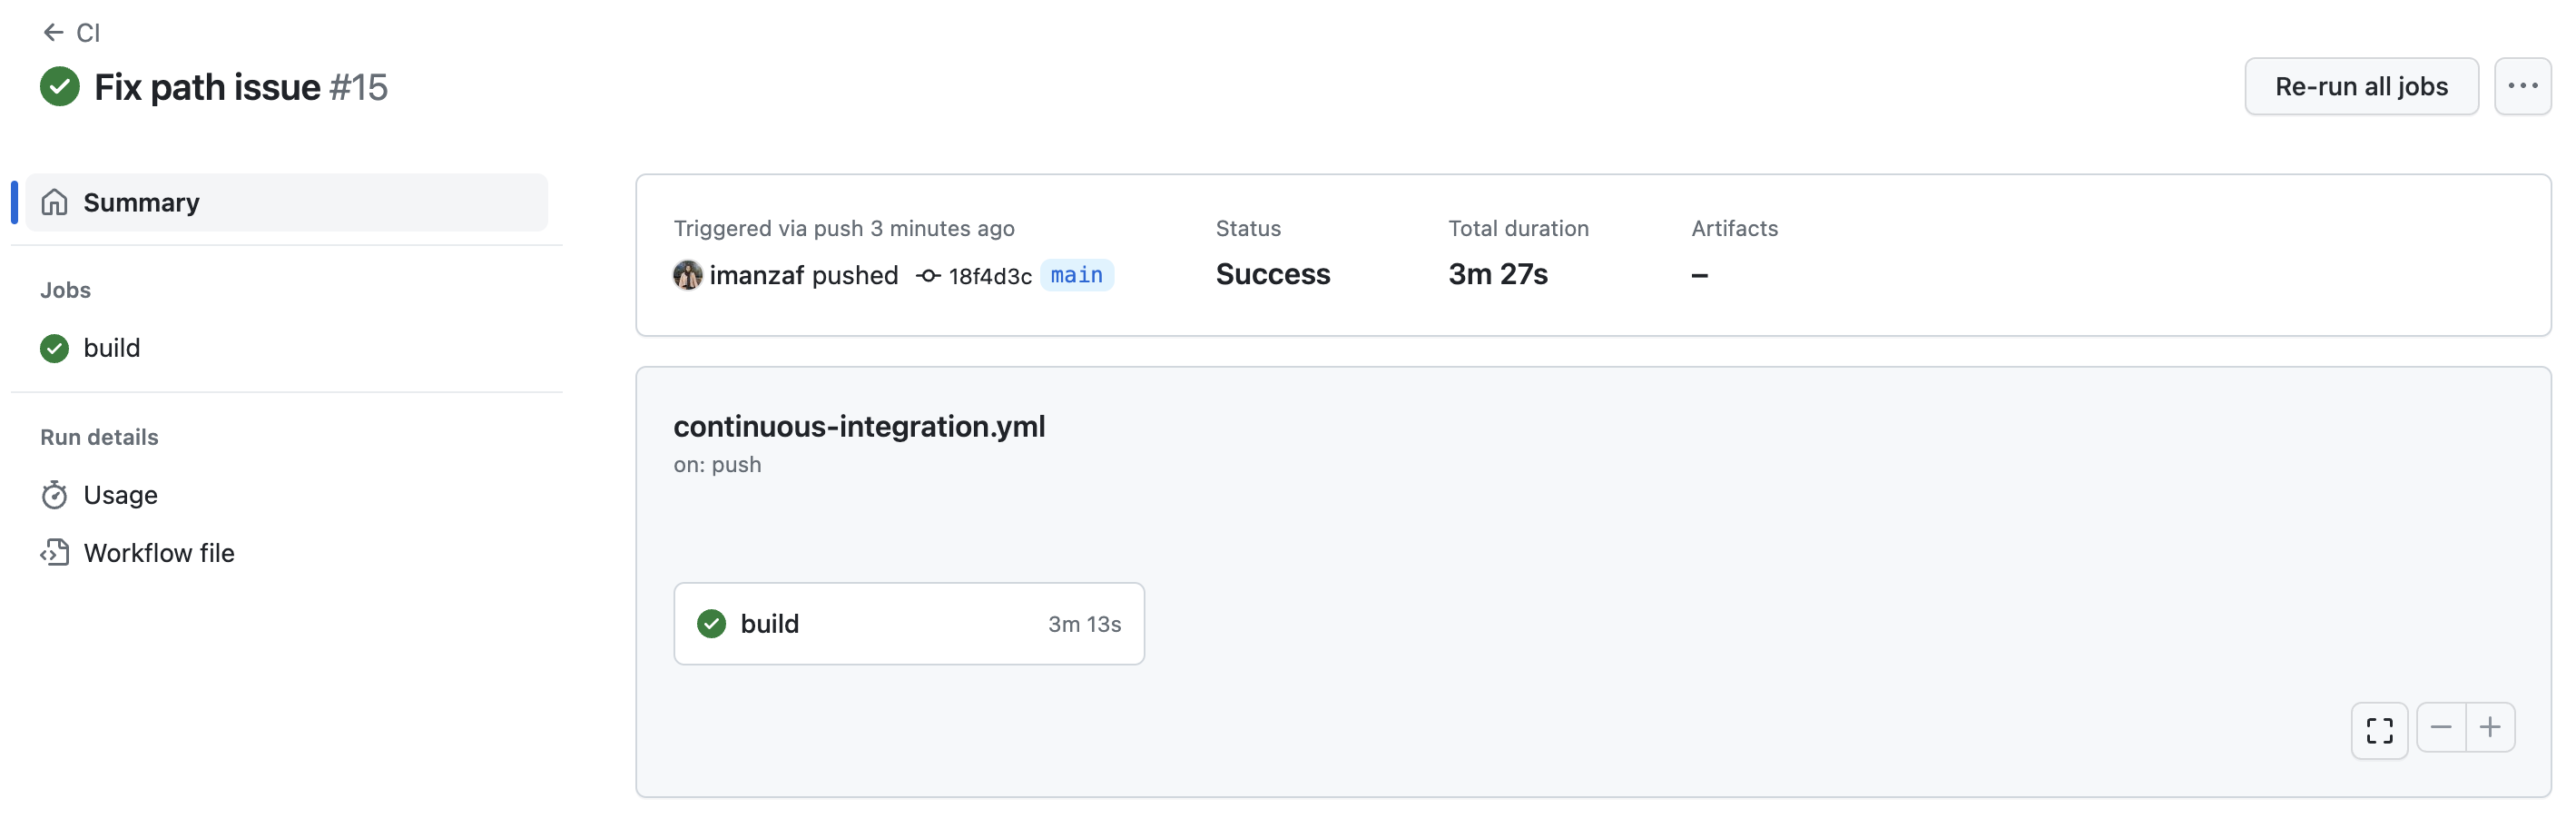 CI
Fix path issue #15
Re-run all jobs
Summary
Jobs
build
Run details
Usage
Workflow file
Triggered via push 3 minutes ago
imanzaf pushed 18f4d3c main
Status
Success
Total duration
3m 27s
Artifacts
–
continuous-integration.yml
on: push
build 3m 13s